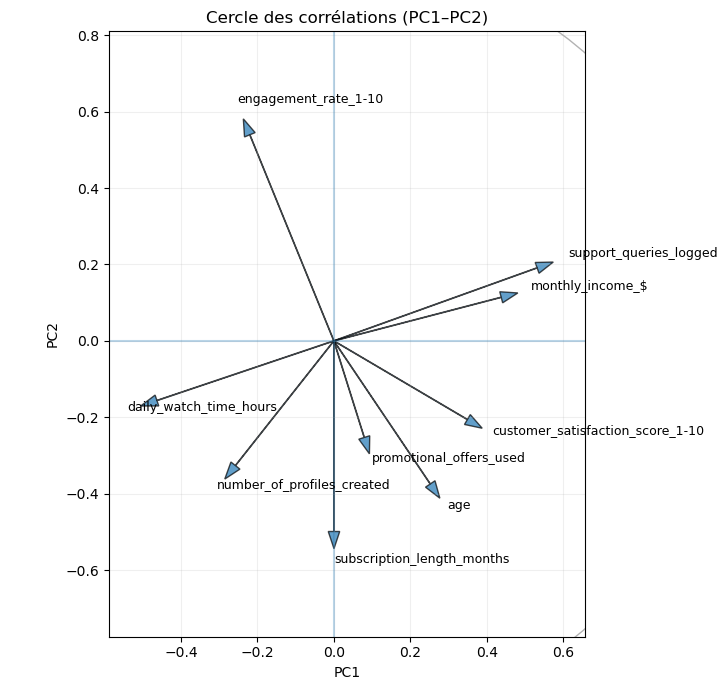 Cercle des corrélations (PC1–PC2)
0.8
engagement_rate_1-10
0.6
0.4
support_queries_logged
0.2
monthly_income_$
PC2
0.0
daily_watch_time_hours
−0.2
customer_satisfaction_score_1-10
promotional_offers_used
number_of_profiles_created
−0.4
age
subscription_length_months
−0.6
−0.4 −0.2 0.0 0.2 0.4 0.6
PC1